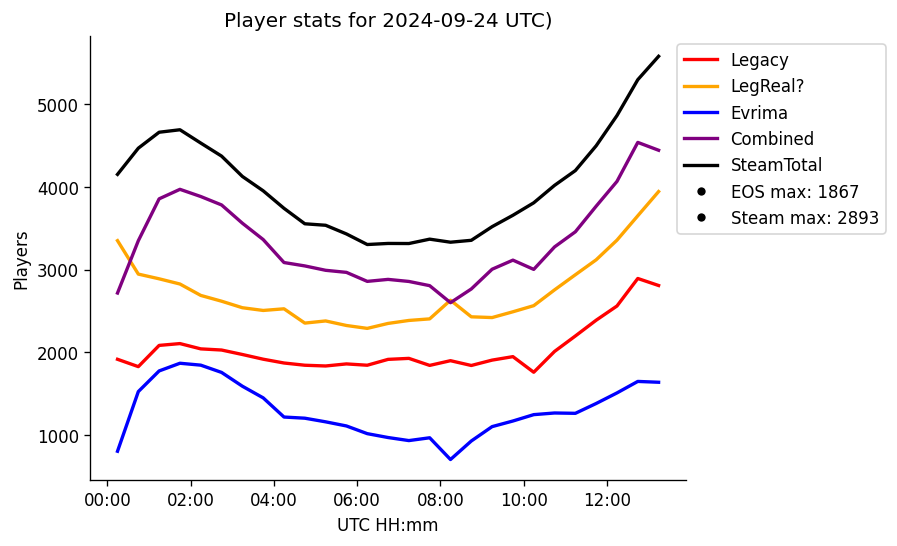 Player stats for 2024-09-24 UTC)
Players
5000
4000
3000
2000
1000
00:00 02:00 04:00 06:00 08:00 10:00 12:00
UTC HH:mm
Legacy
LegReal?
Evrima
Combined
SteamTotal
EOS max: 1867
Steam max: 2893